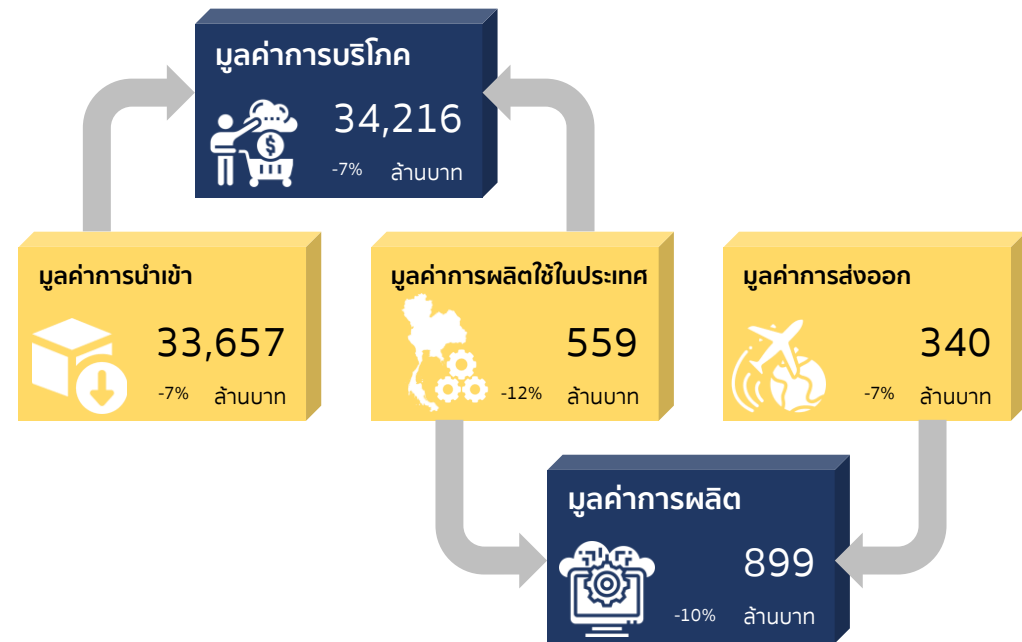 มูลค่าการบริโภค
34,216
-7% ล้านบาท
มูลค่าการนำเข้า
33,657
-7% ล้านบาท
มูลค่าการผลิตใช้ในประเทศ
559
-12% ล้านบาท
มูลค่าการส่งออก
340
-7% ล้านบาท
มูลค่าการผลิต
899
-10% ล้านบาท